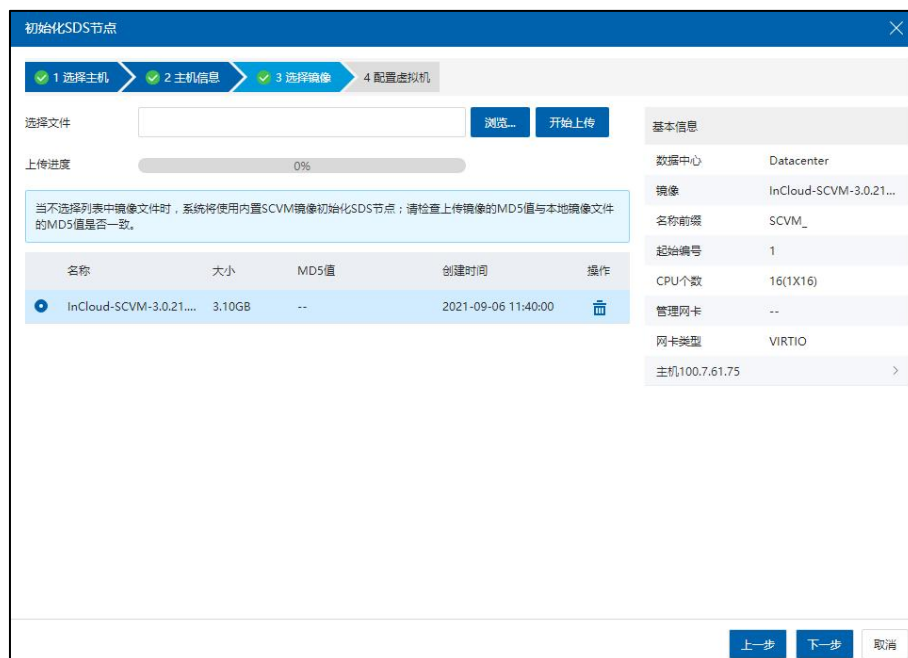 初始化SDS节点
1 选择主机
2 主机信息
3 选择镜像
4 配置虚拟机
选择文件
浏览...
开始上传
上传进度
0%
当不选择列表中镜像文件时，系统将使用内置SCVM镜像初始化SDS节点；请检查上传镜像的MD5值与本地镜像文件
的MD5值是否一致。
名称 大小 MD5值 创建时间 操作
InCloud-SCVM-3.0.21.... 3.10GB -- 2021-09-06 11:40:00
基本信息
数据中心 Datacenter
镜像 InCloud-SCVM-3.0.21...
名称前缀 SCVM_
起始编号 1
CPU个数 16(1X16)
管理网卡 --
网卡类型 VIRTIO
主机100.7.61.75
上一步 下一步 取消